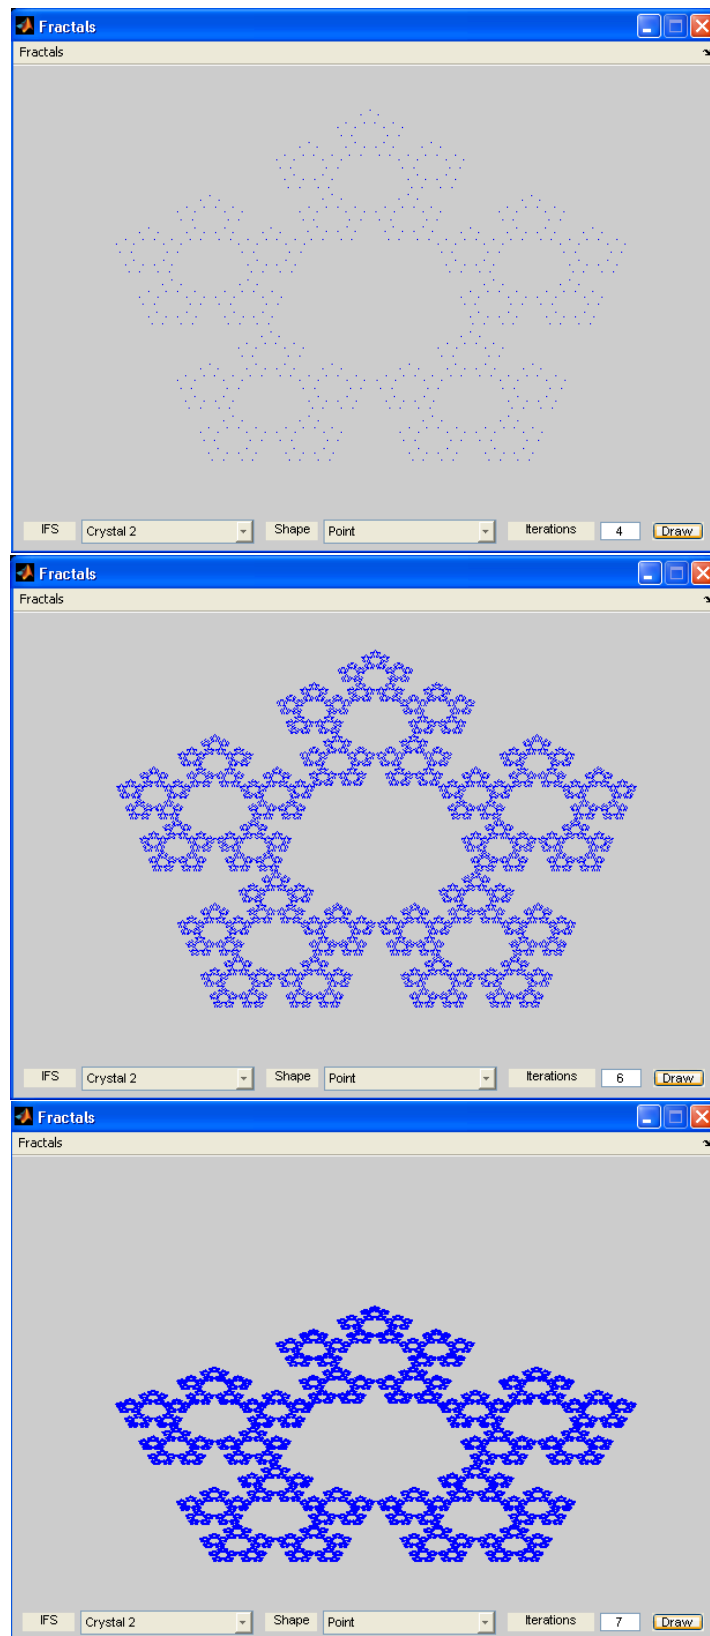 Fractals
Fractals
IFS Crystal 2 Shape Point Iterations 4 Draw
Fractals
Fractals
IFS Crystal 2 Shape Point Iterations 6 Draw
Fractals
Fractals
IFS Crystal 2 Shape Point Iterations 7 Draw